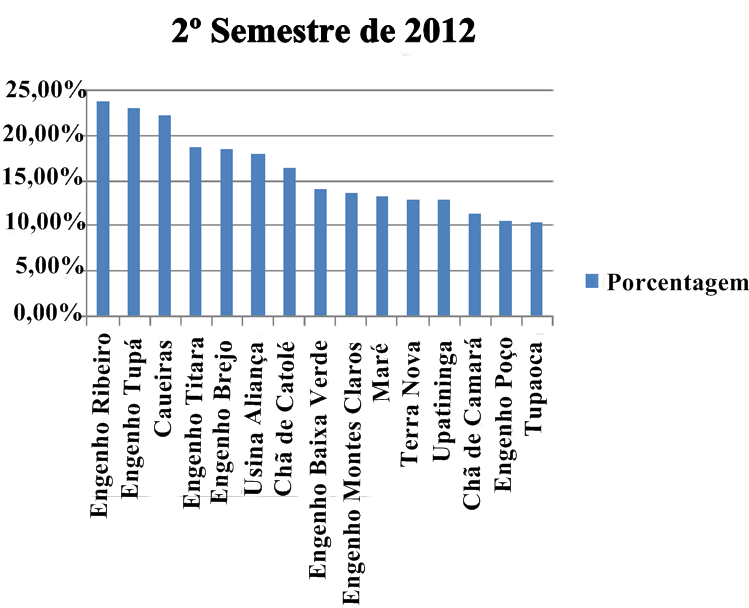 2º Semestre de 2012
25,00%
20,00%
15,00%
10,00%
5,00%
0,00%
Porcentagem
Engenho Ribeiro
Engenho Tupá
Caueiras
Engenho Titara
Engenho Brejo
Usina Aliança
Chã de Catolé
Engenho Baixa Verde
Engenho Montes Claros
Maré
Terra Nova
Upatininga
Chã de Camará
Engenho Poço
Tupaoca